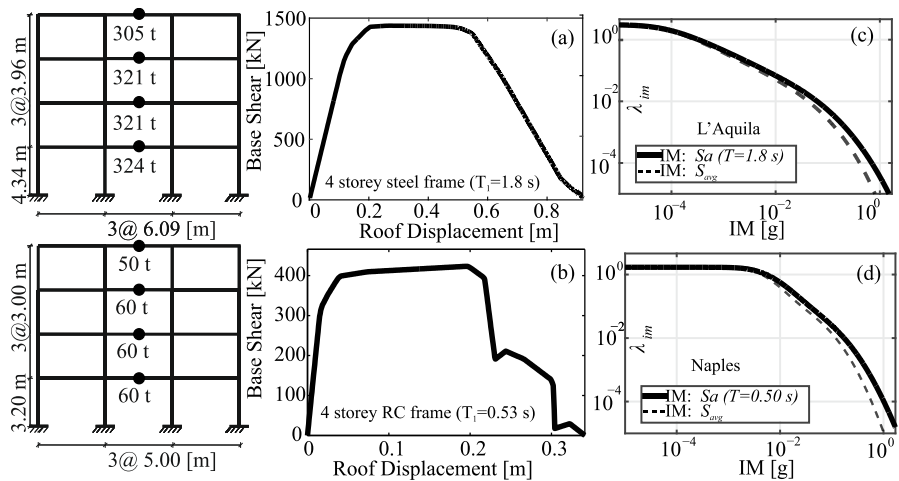 305 t
321 t
321 t
324 t
3@3.96 m
4.34 m
3@ 6.09 [m]
(a)
Base Shear [kN]
1500
1000
500
0
4 storey steel frame (T1=1.8 s)
0 0.2 0.4 0.6 0.8
Roof Displacement [m]
(c)
10^0
10^-2
10^-4
λ im
L'Aquila
IM: Sa (T=1.8 s)
IM: Savg
10^-4 10^-2 10^0
IM [g]
50 t
60 t
60 t
60 t
3@3.00 m
3.20 m
3@ 5.00 [m]
(b)
Base Shear [kN]
400
300
200
100
0
4 storey RC frame (T1=0.53 s)
0 0.1 0.2 0.3
Roof Displacement [m]
(d)
10^0
10^-2
10^-4
λ im
Naples
IM: Sa (T=0.50 s)
IM: Savg
10^-4 10^-2 10^0
IM [g]